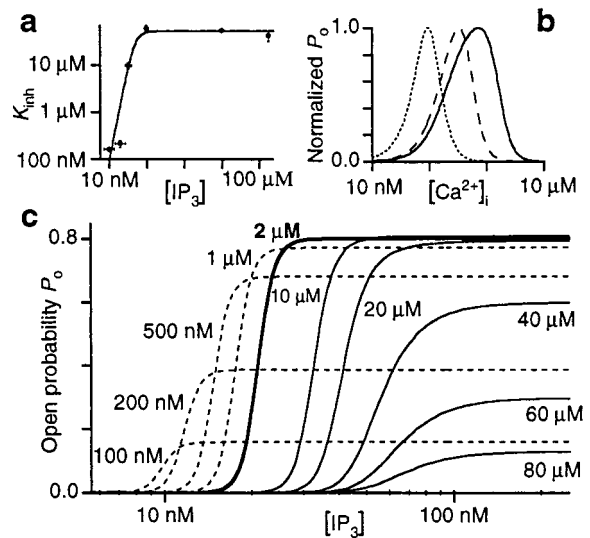 a
K_inh
10 μM
1 μM
100 nM
10 nM
100 μM
[IP₃]
b
Normalized Pₒ
1.0
0.0
10 nM
10 μM
[Ca²⁺]ᵢ
c
Open probability Pₒ
0.8
0.0
2 μM
1 μM
500 nM
200 nM
100 nM
10 μM
20 μM
40 μM
60 μM
80 μM
10 nM
100 nM
[IP₃]